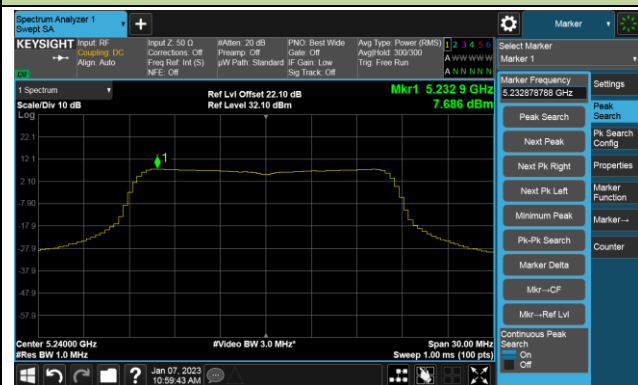 Spectrum Analyzer 1
Swept SA
Marker
KEYSIGHT
Input: RF
Coupling: DC
Align: Auto
Input Z: 50 Ω
Corrections: Off
Freq Ref: Int (S)
NFE: Off
#Atten: 20 dB
Preamp: Off
µW Path: Standard
PNO: Best Wide
Gate: Off
IF Gain: Low
Sig Track: Off
Avg Type: Power (RMS)
Avg|Hold: 300/300
Trig: Free Run
1 2 3 4 5 6
A W W W W W
A N N N N N
Select Marker
Marker 1
1 Spectrum
Scale/Div 10 dB
Log
Ref Lvl Offset 22.10 dB
Ref Level 32.10 dBm
Mkr1 5.232 9 GHz
7.686 dBm
22.1
12.1
2.10
-7.90
-17.9
-27.9
-37.9
-47.9
-57.9
1
Center 5.24000 GHz
#Res BW 1.0 MHz
#Video BW 3.0 MHz*
Span 30.00 MHz
Sweep 1.00 ms (100 pts)
Marker Frequency
5.232878788 GHz
Peak Search
Next Peak
Next Pk Right
Next Pk Left
Minimum Peak
Pk-Pk Search
Marker Delta
Mkr→CF
Mkr→Ref Lvl
Continuous Peak
Search
On
Off
Settings
Peak
Search
Pk Search
Config
Properties
Marker
Function
Marker→
Counter
Jan 07, 2023
10:59:43 AM